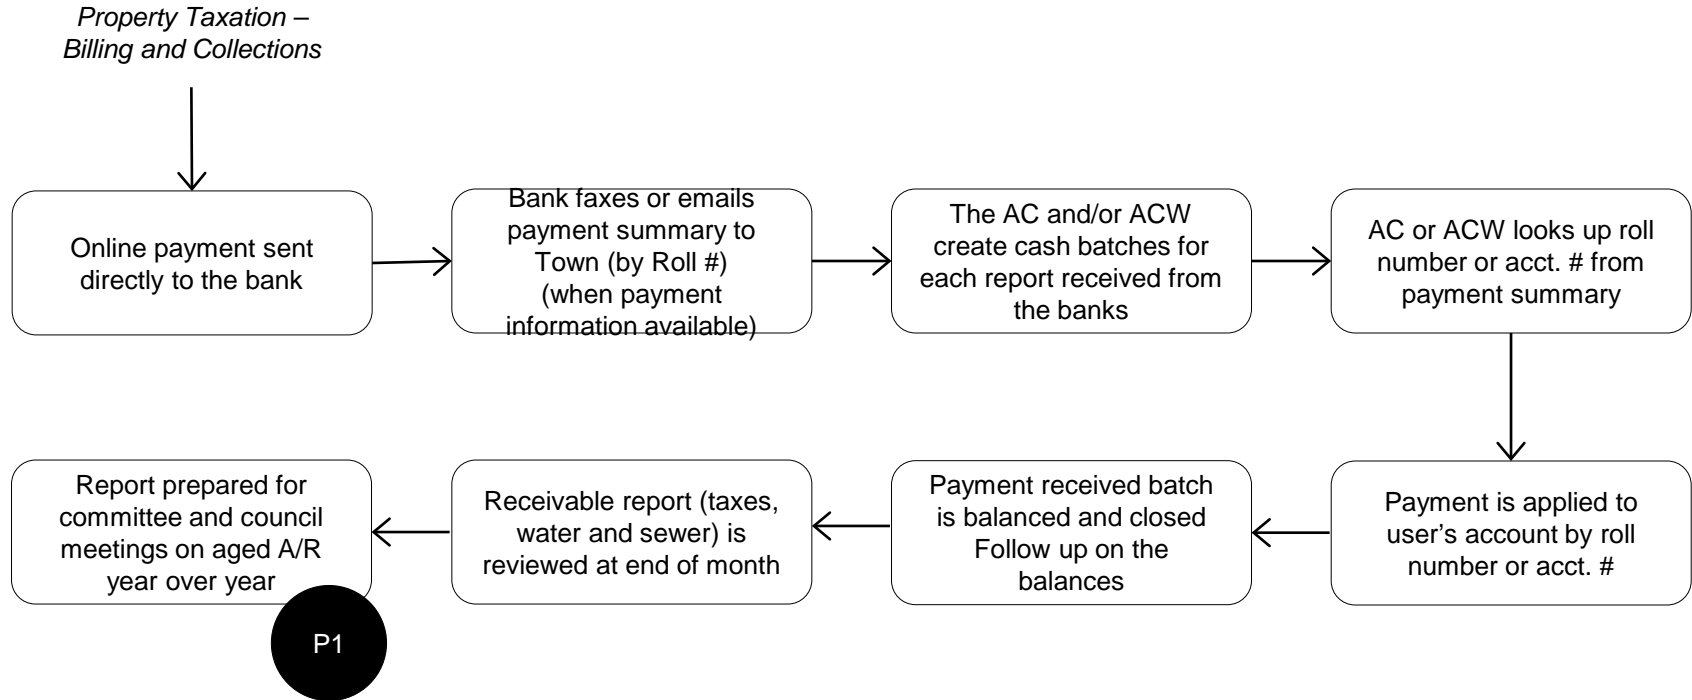 Property Taxation –
Billing and Collections
Online payment sent
directly to the bank
Bank faxes or emails
payment summary to
Town (by Roll #)
(when payment
information available)
The AC and/or ACW
create cash batches for
each report received from
the banks
AC or ACW looks up roll
number or acct. # from
payment summary
Payment is applied to
user’s account by roll
number or acct. #
Payment received batch
is balanced and closed
Follow up on the
balances
Receivable report (taxes,
water and sewer) is
reviewed at end of month
Report prepared for
committee and council
meetings on aged A/R
year over year
P1